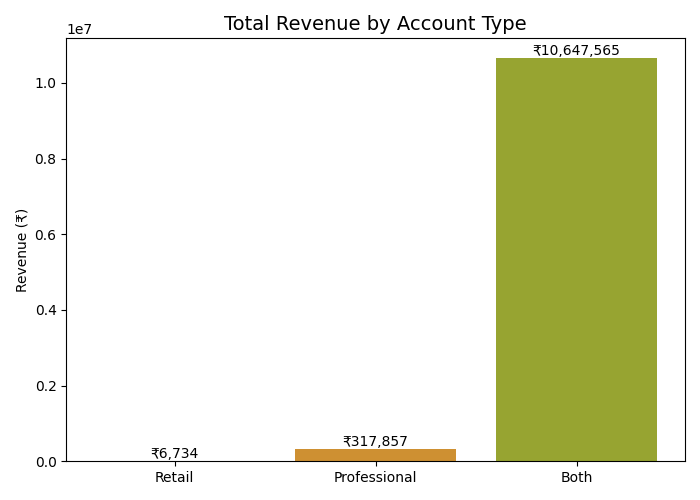 Total Revenue by Account Type
1e7
Revenue (₹)
1.0
0.8
0.6
0.4
0.2
0.0
₹6,734
₹317,857
₹10,647,565
Retail
Professional
Both